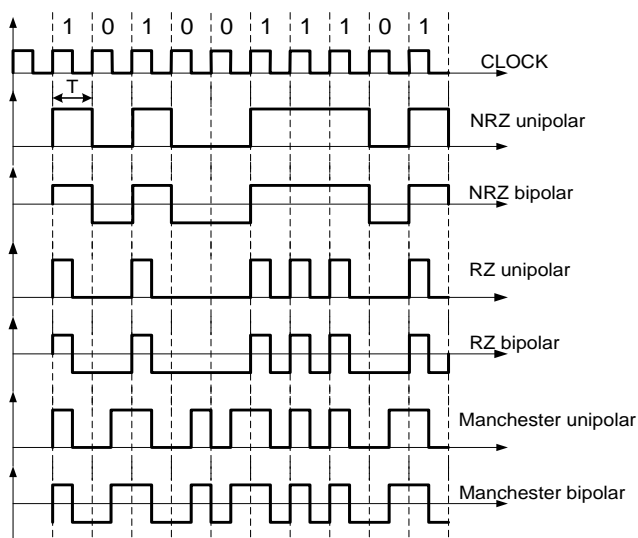 1 0 1 0 0 1 1 1 0 1
CLOCK
T
NRZ unipolar
NRZ bipolar
RZ unipolar
RZ bipolar
Manchester unipolar
Manchester bipolar